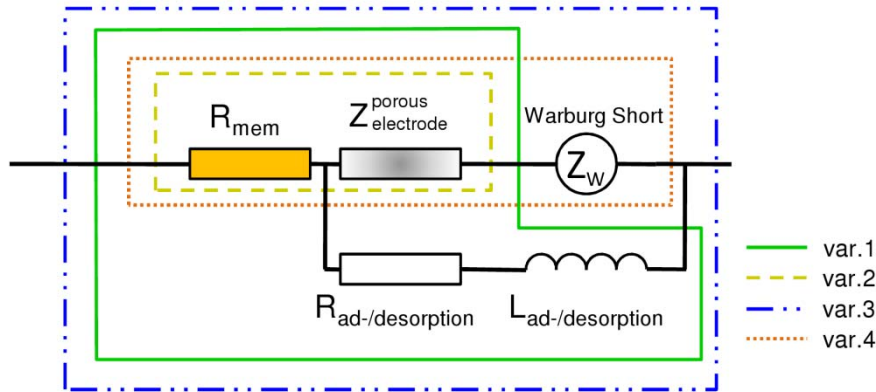 R_mem
Z^porous_electrode
Warburg Short
Z_W
R_ad-/desorption
L_ad-/desorption
var.1
var.2
var.3
var.4